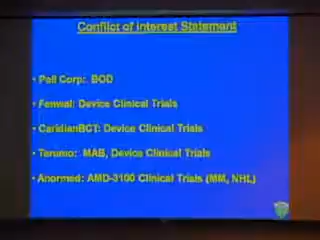 Conflict of Interest Statement
• Pall Corp: BOD
• Fenwal: Device Clinical Trials
• CaridianBCT: Device Clinical Trials
• Terumo: MAB, Device Clinical Trials
• Anormed: AMD-3100 Clinical Trials (MM, NHL)